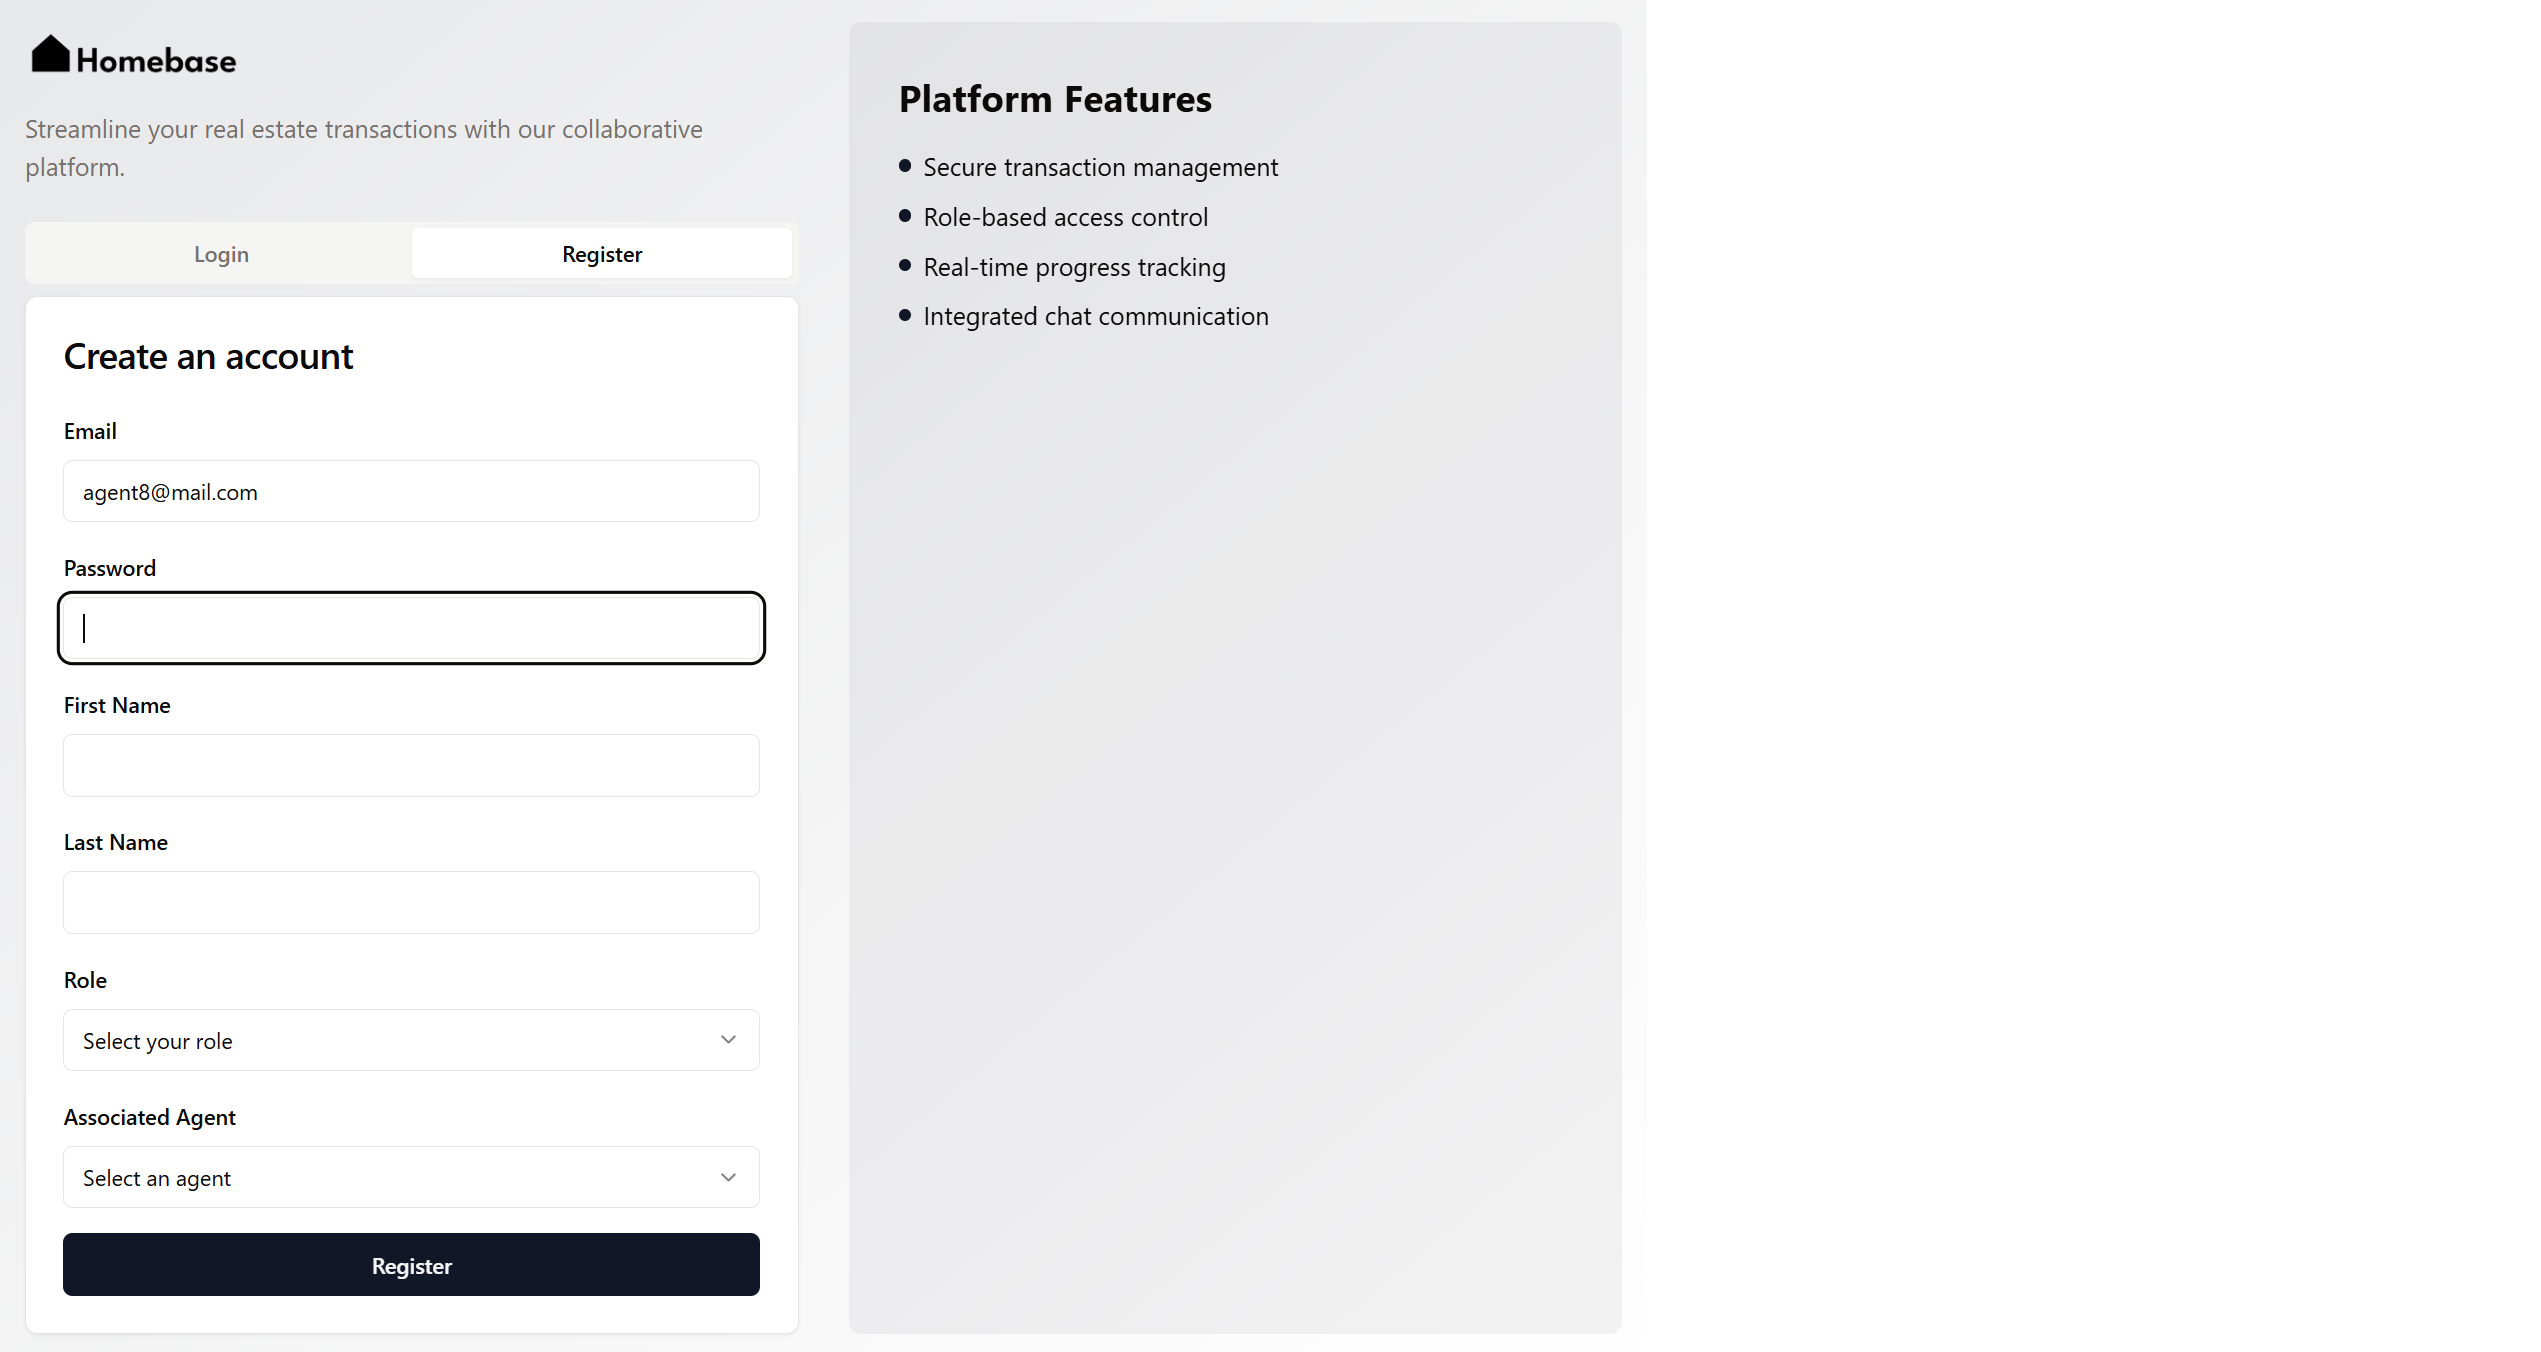 Homebase
Streamline your real estate transactions with our collaborative
platform.
Login
Register
Create an account
Email
agent8@mail.com
Password
First Name
Last Name
Role
Select your role
Associated Agent
Select an agent
Register
Platform Features
Secure transaction management
Role-based access control
Real-time progress tracking
Integrated chat communication